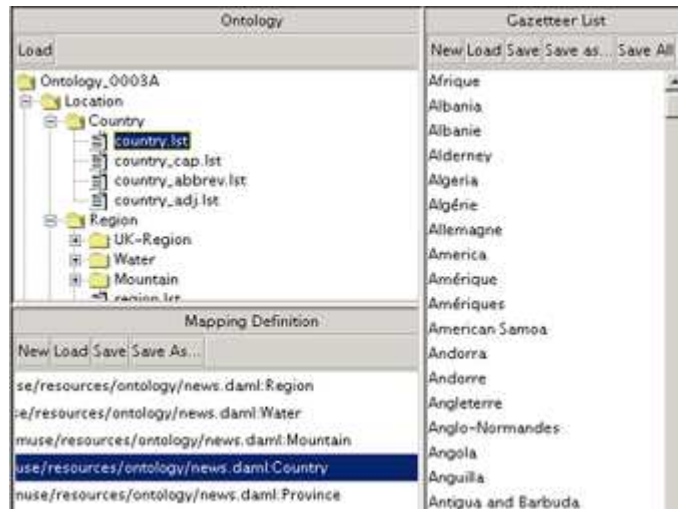 Ontology
Load
Ontology_0003A
Location
Country
country.lst
country_cap.lst
country_abbrev.lst
country_adj.lst
Region
UK-Region
Water
Mountain
region.lst
Mapping Definition
New Load Save Save As...
se/resources/ontology/news.daml:Region
e/resources/ontology/news.daml:Water
muse/resources/ontology/news.daml:Mountain
use/resources/ontology/news.daml:Country
nuse/resources/ontology/news.daml:Province
Gazetteer List
New Load Save Save as... Save All
Afrique
Albania
Albanie
Alderney
Algeria
Algérie
Allemagne
America
Amérique
Amériques
American Samoa
Andorra
Andorre
Angleterre
Anglo-Normandes
Angola
Anguilla
Antigua and Barbuda